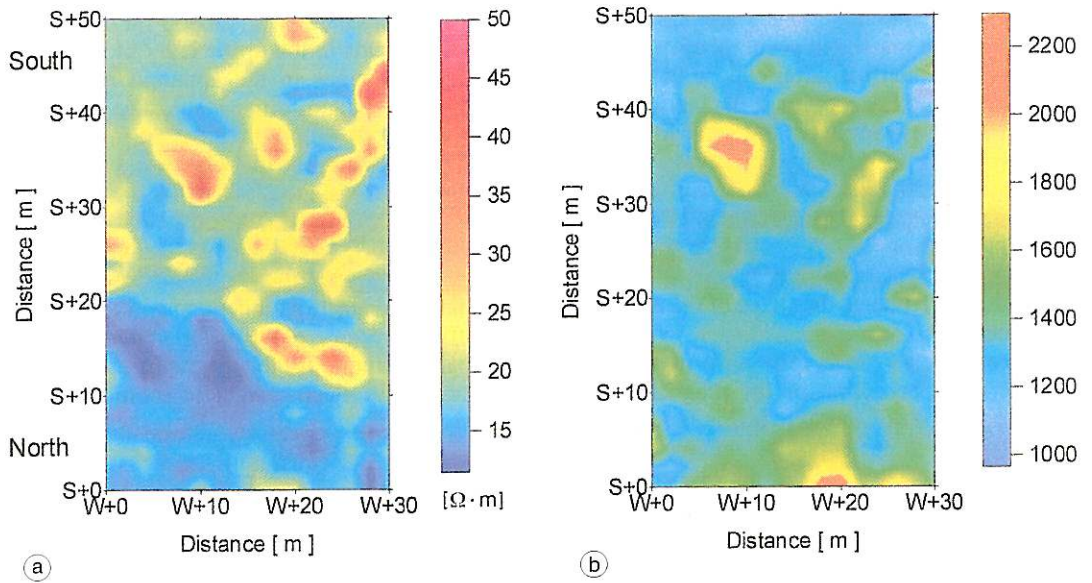 S+50
South
S+40
S+30
S+20
S+10
North
S+0
W+0 W+10 W+20 W+30
Distance [ m ]
Distance [ m ]
50
45
40
35
30
25
20
15
[Ω · m]
a
S+50
S+40
S+30
S+20
S+10
S+0
W+0 W+10 W+20 W+30
Distance [ m ]
Distance [ m ]
2200
2000
1800
1600
1400
1200
1000
b